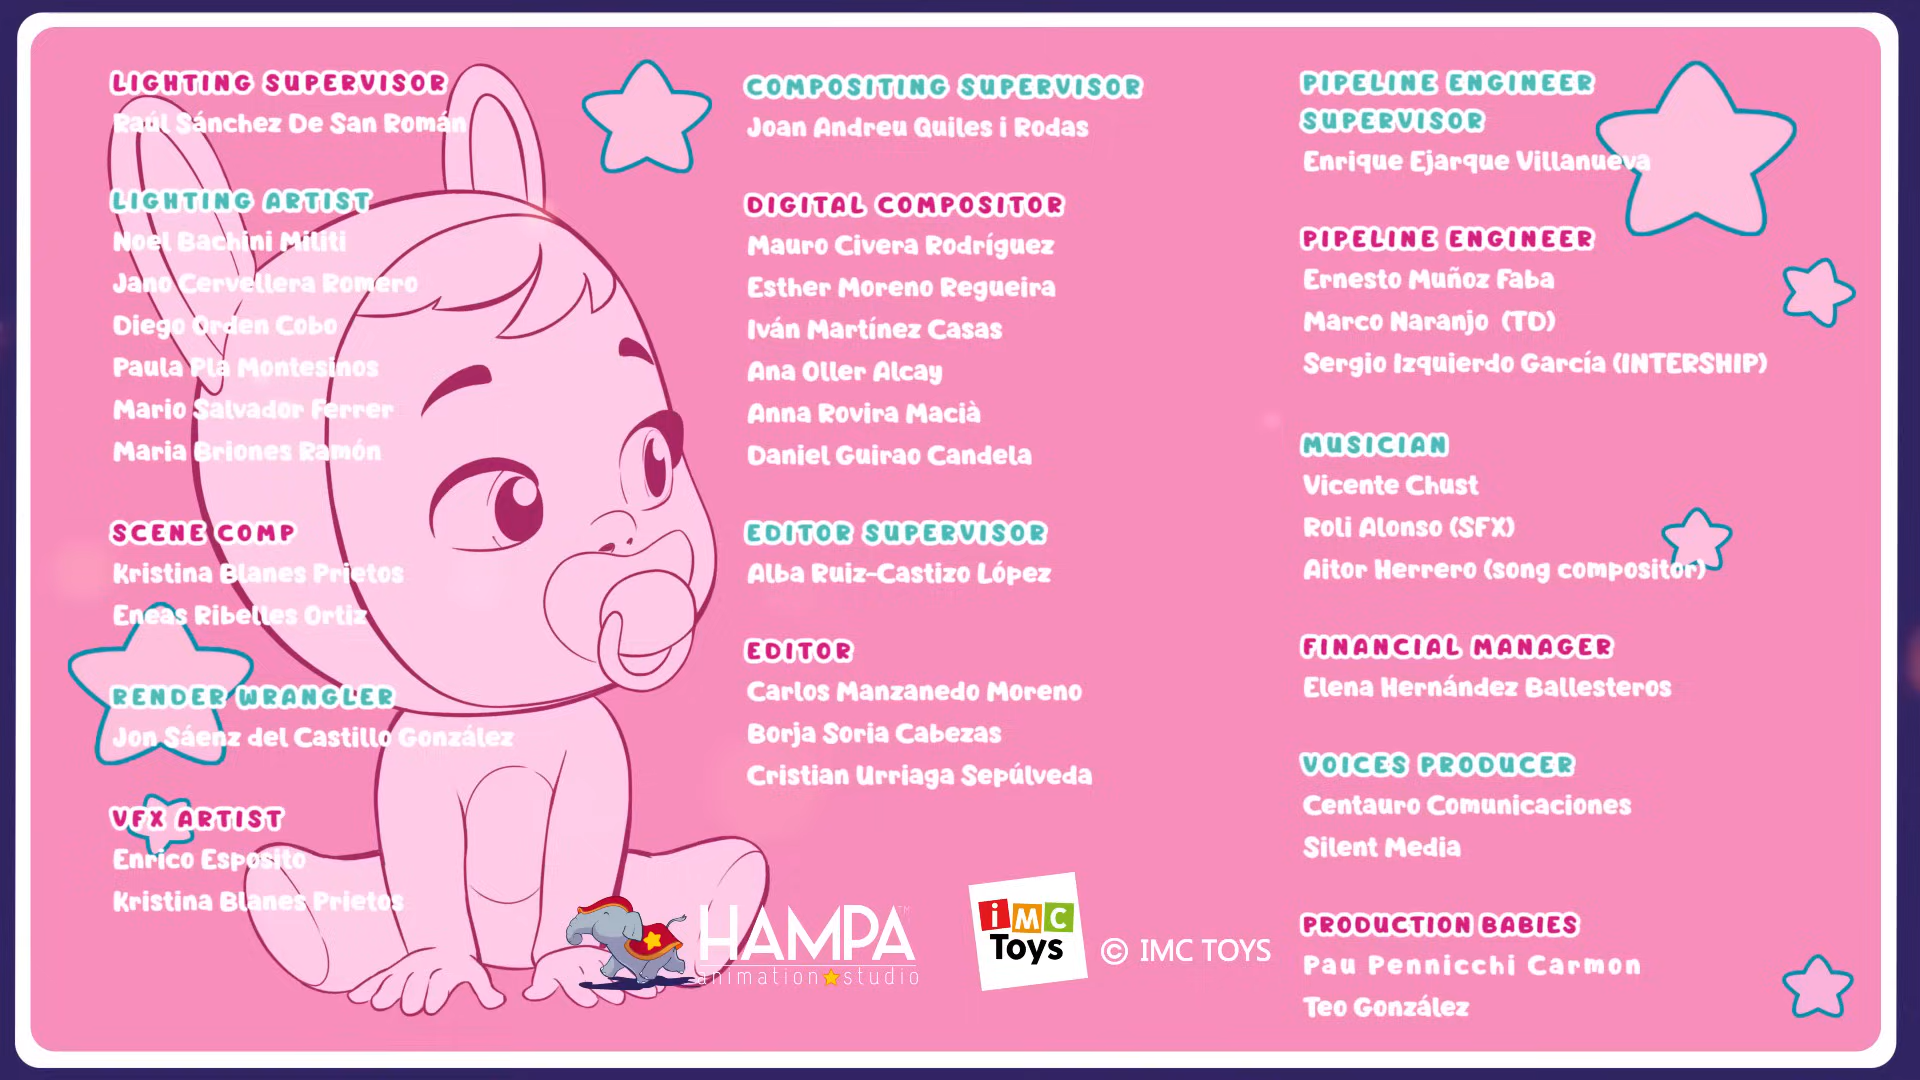 LIGHTING SUPERVISOR
Raúl Sánchez De San Román
LIGHTING ARTIST
Noel Bachini Militi
Jano Cervellera Romero
Diego Orden Cobo
Paula Pla Montesinos
Mario Salvador Ferrer
Maria Briones Ramón
SCENE COMP
Kristina Blanes Prietos
Eneas Ribelles Ortiz
RENDER WRANGLER
Jon Sáenz del Castillo González
VFX ARTIST
Enrico Esposito
Kristina Blanes Prietos
COMPOSITING SUPERVISOR
Joan Andreu Quiles i Rodas
DIGITAL COMPOSITOR
Mauro Civera Rodríguez
Esther Moreno Regueira
Iván Martínez Casas
Ana Oller Alcay
Anna Rovira Macià
Daniel Guirao Candela
EDITOR SUPERVISOR
Alba Ruiz-Castizo López
EDITOR
Carlos Manzanedo Moreno
Borja Soria Cabezas
Cristian Urriaga Sepúlveda
HAMPA™
animation studio
iMC
Toys
© IMC TOYS
PIPELINE ENGINEER
SUPERVISOR
Enrique Ejarque Villanueva
PIPELINE ENGINEER
Ernesto Muñoz Faba
Marco Naranjo (TD)
Sergio Izquierdo García (INTERSHIP)
MUSICIAN
Vicente Chust
Roli Alonso (SFX)
Aitor Herrero (song compositor)
FINANCIAL MANAGER
Elena Hernández Ballesteros
VOICES PRODUCER
Centauro Comunicaciones
Silent Media
PRODUCTION BABIES
Pau Pennicchi Carmon
Teo González